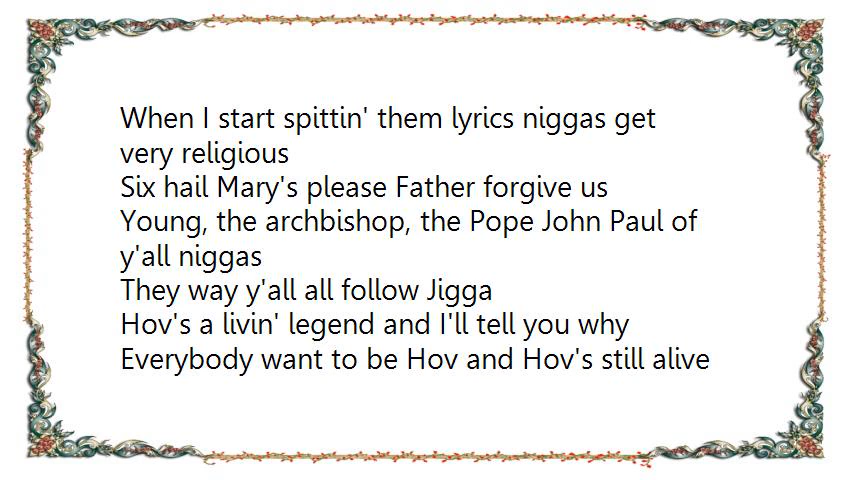 When I start spittin' them lyrics niggas get
very religious
Six hail Mary's please Father forgive us
Young, the archbishop, the Pope John Paul of
y'all niggas
They way y'all all follow Jigga
Hov's a livin' legend and I'll tell you why
Everybody want to be Hov and Hov's still alive